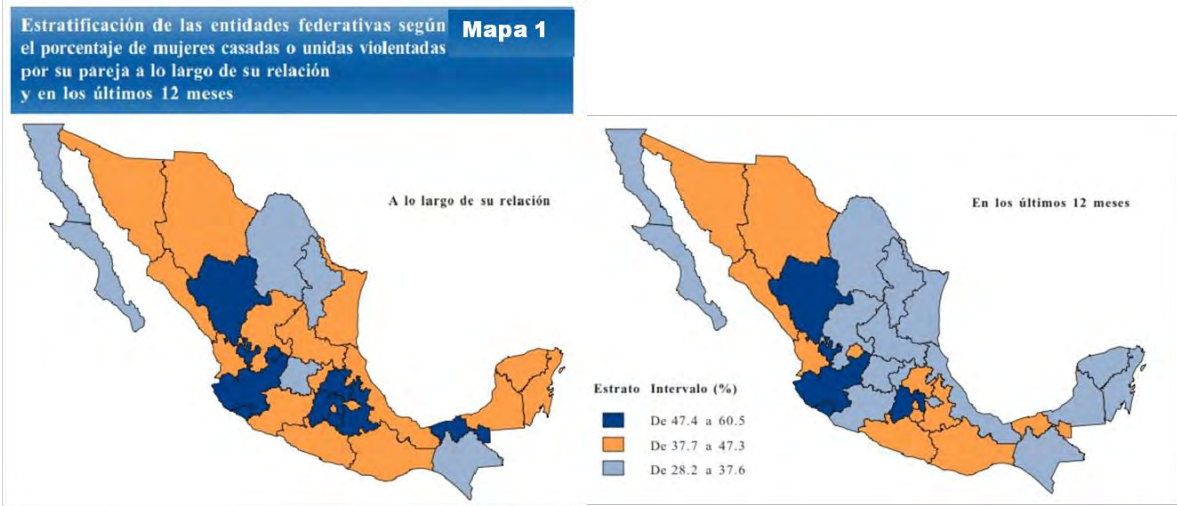 Estratificación de las entidades federativas según
el porcentaje de mujeres casadas o unidas violentadas
por su pareja a lo largo de su relación
y en los últimos 12 meses
Mapa 1
A lo largo de su relación
En los últimos 12 meses
Estrato Intervalo (%)
De 47.4 a 60.5
De 37.7 a 47.3
De 28.2 a 37.6